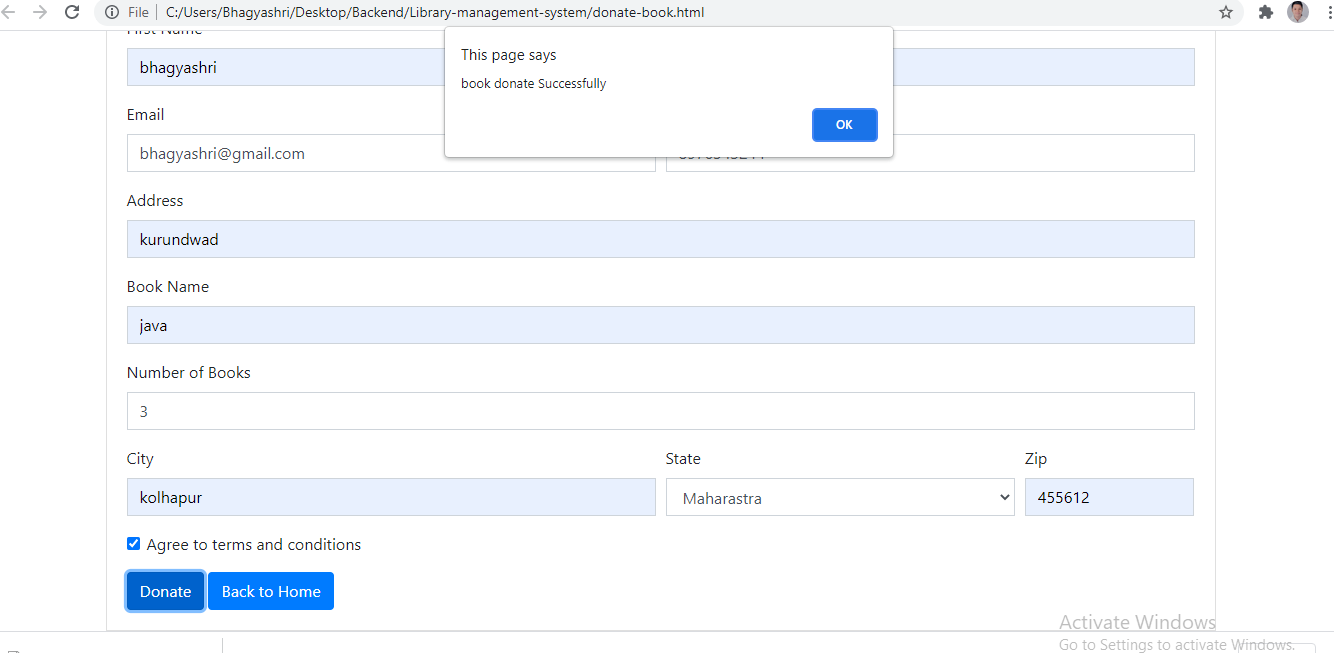 File | C:/Users/Bhagyashri/Desktop/Backend/Library-management-system/donate-book.html
This page says
book donate Successfully
OK
First Name
bhagyashri
Email
bhagyashri@gmail.com
Address
kurundwad
Book Name
java
Number of Books
3
City State Zip
kolhapur Maharastra 455612
Agree to terms and conditions
Donate Back to Home
Activate Windows
Go to Settings to activate Windows.